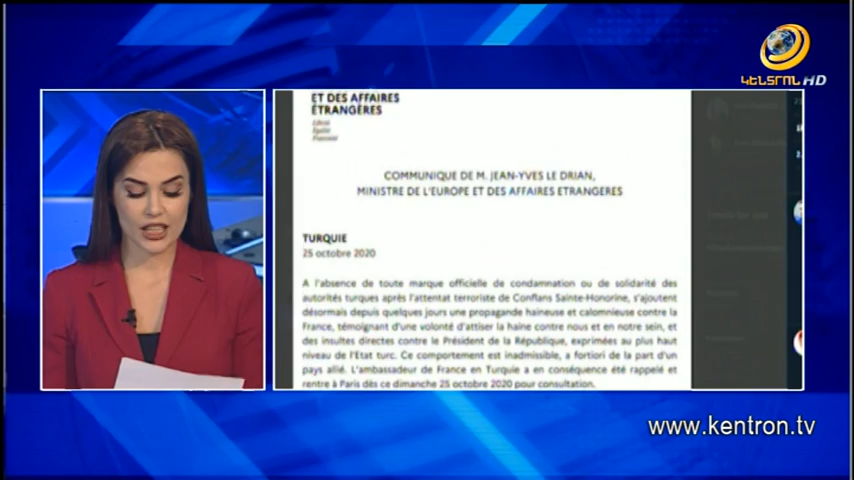 ԿԵՆՏՐՈՆ HD
ET DES AFFAIRES
ÉTRANGÈRES
Liberté
Égalité
Fraternité
COMMUNIQUE DE M. JEAN-YVES LE DRIAN,
MINISTRE DE L'EUROPE ET DES AFFAIRES ETRANGERES
TURQUIE
25 octobre 2020
A l'absence de toute marque officielle de condamnation ou de solidarité des
autorités turques après l'attentat terroriste de Conflans Sainte-Honorine, s'ajoutent
désormais depuis quelques jours une propagande haineuse et calomnieuse contre la
France, témoignant d'une volonté d'attiser la haine contre nous et en notre sein, et
des insultes directes contre le Président de la République, exprimées au plus haut
niveau de l'Etat turc. Ce comportement est inadmissible, a fortiori de la part d'un
pays allié. L'ambassadeur de France en Turquie a en conséquence été rappelé et
rentre à Paris dès ce dimanche 25 octobre 2020 pour consultation.
www.kentron.tv